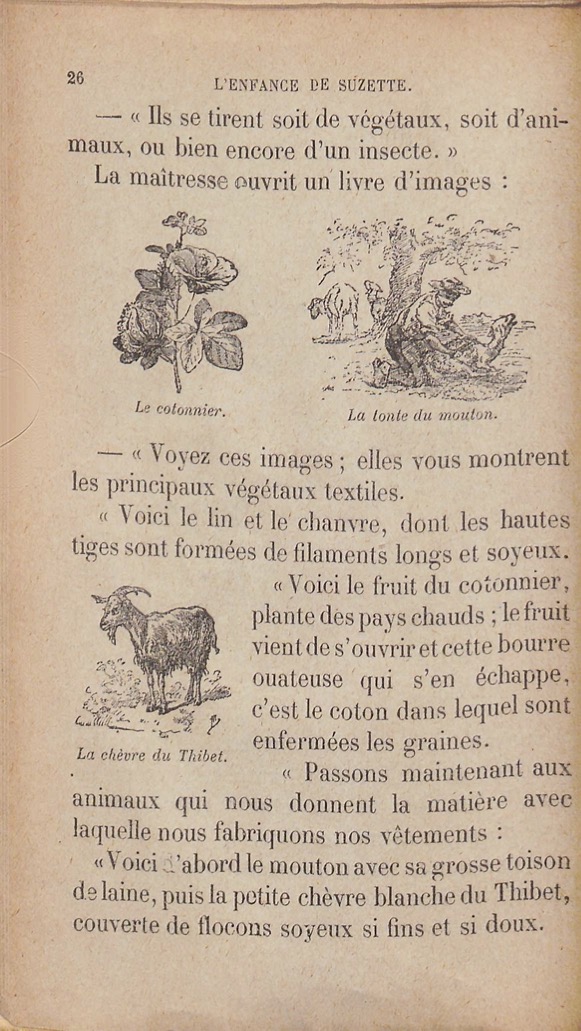 26
L'ENFANCE DE SUZETTE.
— « Ils se tirent soit de végétaux, soit d'ani-
maux, ou bien encore d'un insecte. »
La maîtresse ouvrit un livre d'images :
Le cotonnier.
La tonte du mouton.
— « Voyez ces images ; elles vous montrent
les principaux végétaux textiles.
« Voici le lin et le chanvre, dont les hautes
tiges sont formées de filaments longs et soyeux.
« Voici le fruit du cotonnier,
plante des pays chauds ; le fruit
vient de s'ouvrir et cette bourre
ouateuse qui s'en échappe,
c'est le coton dans lequel sont
enfermées les graines.
La chèvre du Thibet.
« Passons maintenant aux
animaux qui nous donnent la matière avec
laquelle nous fabriquons nos vêtements :
« Voici d'abord le mouton avec sa grosse toison
de laine, puis la petite chèvre blanche du Thibet,
couverte de flocons soyeux si fins et si doux.